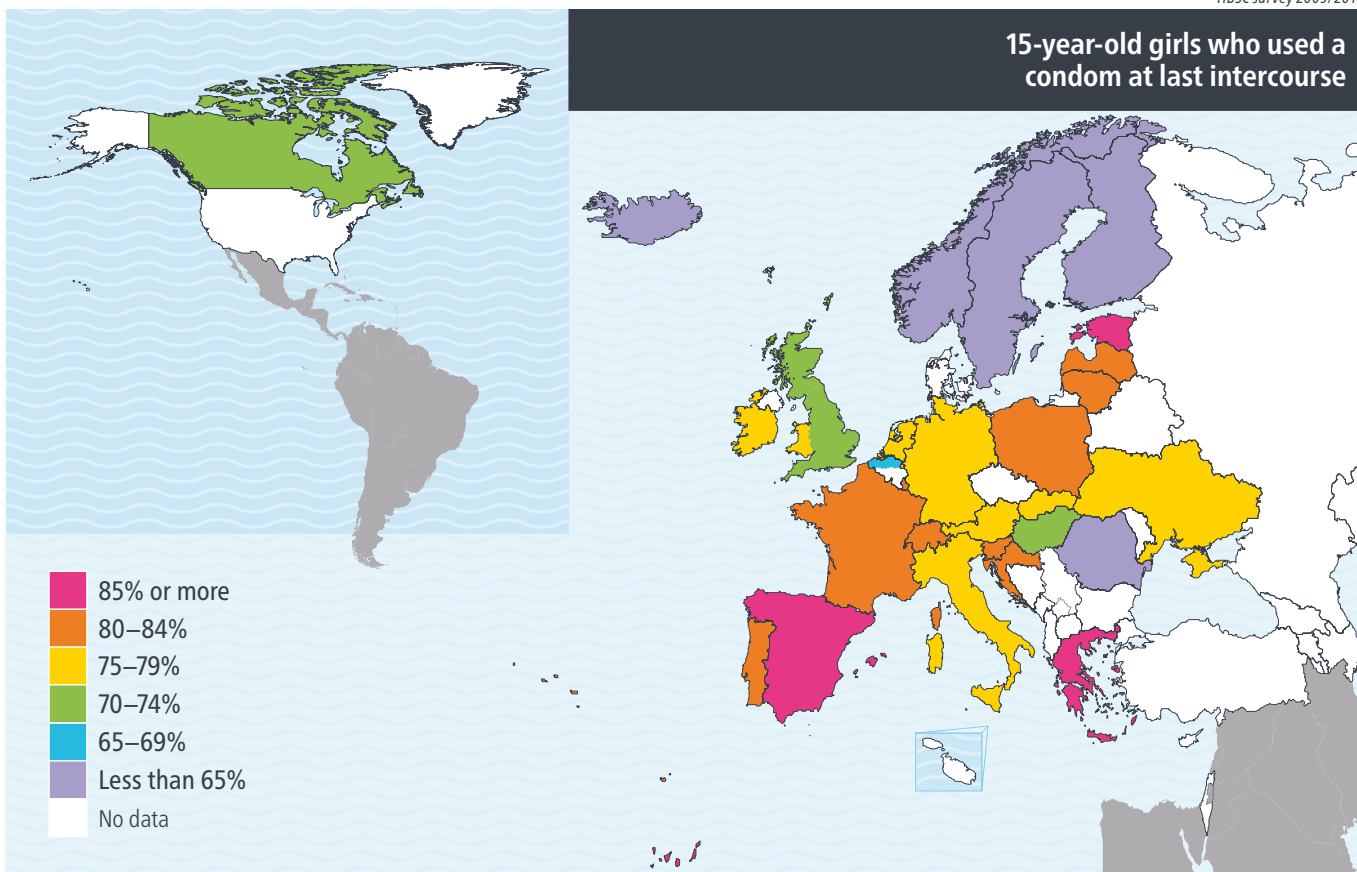 15-year-old girls who used a
condom at last intercourse
85% or more
80–84%
75–79%
70–74%
65–69%
Less than 65%
No data